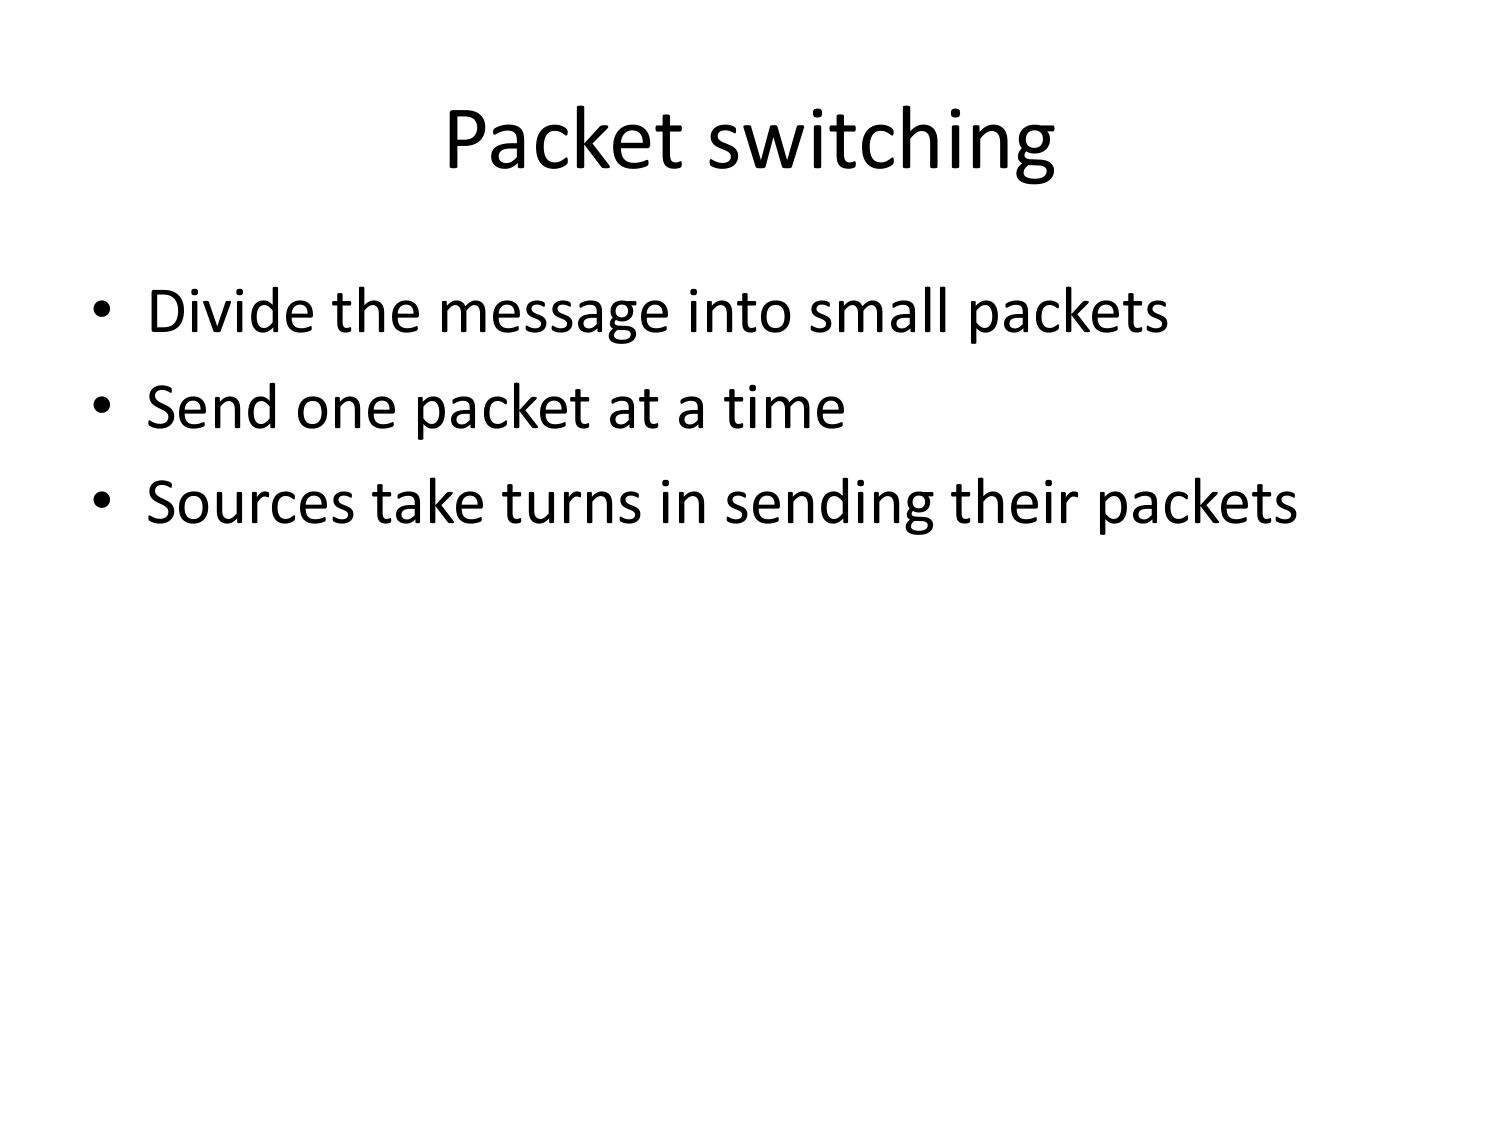 Packet switching
• Divide the message into small packets
• Send one packet at a time
• Sources take turns in sending their packets